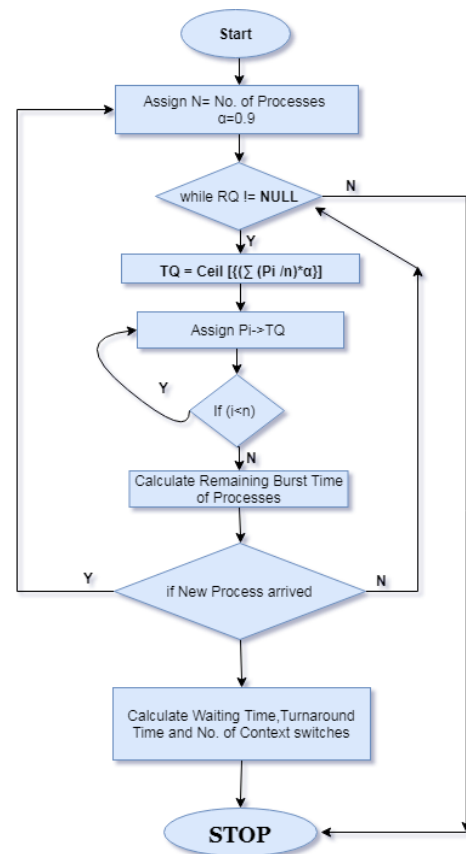 Start
Assign N= No. of Processes
α=0.9
while RQ != NULL
N
Y
TQ = Ceil [{(∑ (Pi /n)*α}]
Assign Pi->TQ
Y
If (i<n)
N
Calculate Remaining Burst Time
of Processes
Y
if New Process arrived
N
Calculate Waiting Time,Turnaround
Time and No. of Context switches
STOP